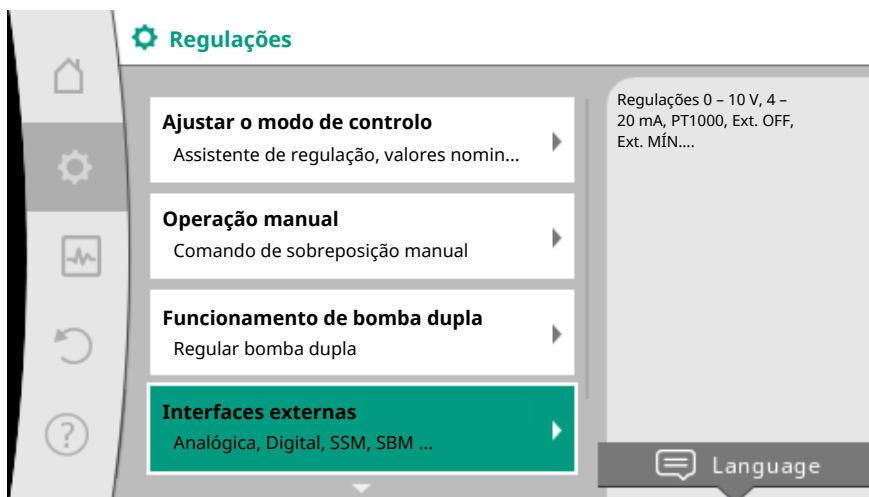 Regulações
Ajustar o modo de controlo
Assistente de regulação, valores nomin...
Operação manual
Comando de sobreposição manual
Funcionamento de bomba dupla
Regular bomba dupla
Interfaces externas
Analógica, Digital, SSM, SBM ...
Regulações 0 – 10 V, 4 –
20 mA, PT1000, Ext. OFF,
Ext. MÍN....
Language